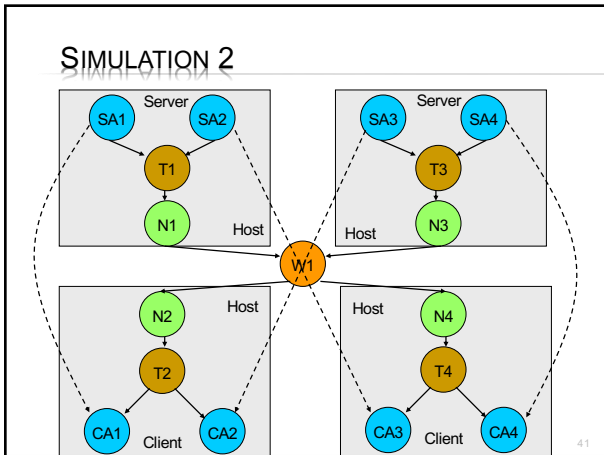 SIMULATION 2
Server
Server
SA1
SA2
SA3
SA4
T1
T3
N1
Host
Host
N3
W1
N2
Host
Host
N4
T2
T4
CA1
CA2
CA3
CA4
Client
Client
41